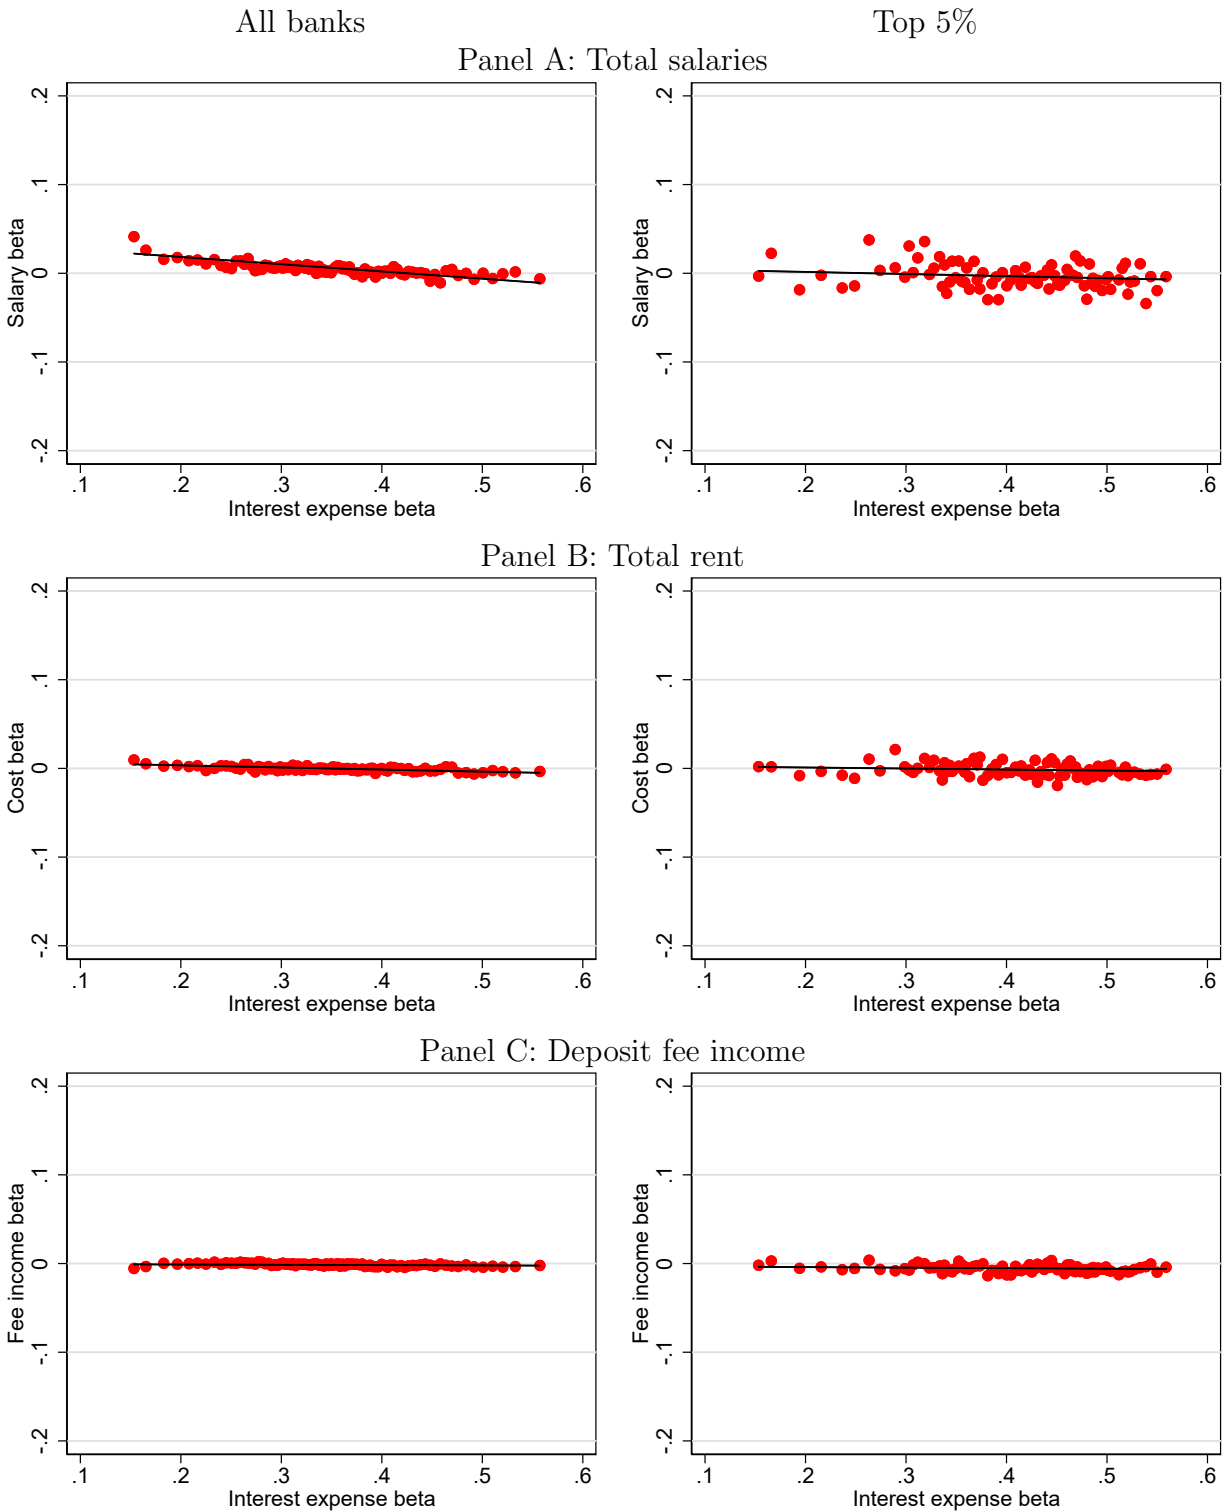 All banks
Top 5%
Panel A: Total salaries
Salary beta
.2
.1
0
-.1
-.2
.1 .2 .3 .4 .5 .6
Interest expense beta
Salary beta
.2
.1
0
-.1
-.2
.1 .2 .3 .4 .5 .6
Interest expense beta
Panel B: Total rent
Cost beta
.2
.1
0
-.1
-.2
.1 .2 .3 .4 .5 .6
Interest expense beta
Cost beta
.2
.1
0
-.1
-.2
.1 .2 .3 .4 .5 .6
Interest expense beta
Panel C: Deposit fee income
Fee income beta
.2
.1
0
-.1
-.2
.1 .2 .3 .4 .5 .6
Interest expense beta
Fee income beta
.2
.1
0
-.1
-.2
.1 .2 .3 .4 .5 .6
Interest expense beta